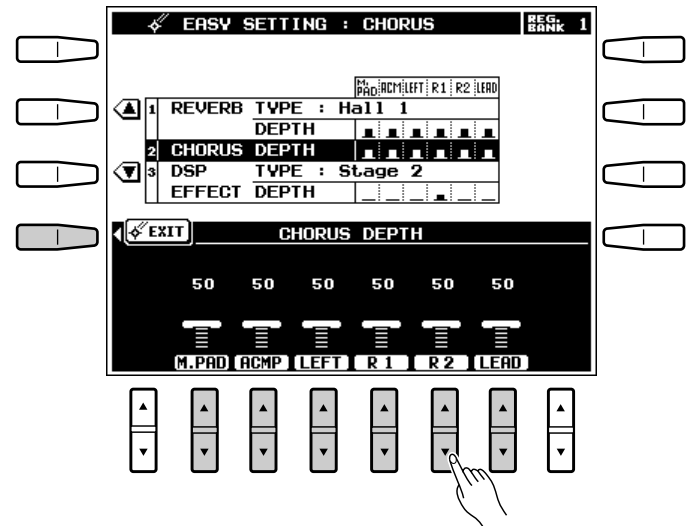 EASY SETTING : CHORUS REG. BANK 1
M. PAD ACM LEFT R1 R2 LEAD
1 REVERB TYPE : Hall 1
DEPTH
2 CHORUS DEPTH
3 DSP TYPE : Stage 2
EFFECT DEPTH
EXIT CHORUS DEPTH
50 50 50 50 50 50
M.PAD ACMP LEFT R 1 R 2 LEAD